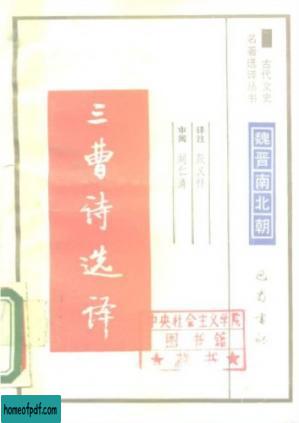 古代文史
名著选译丛书
魏晋南北朝
三曹诗选译
译注 殷义祥
审阅 刘仁清
巴蜀书社
中央社会主义学院
图书馆
★ 藏书 ★
homeofpdf.com